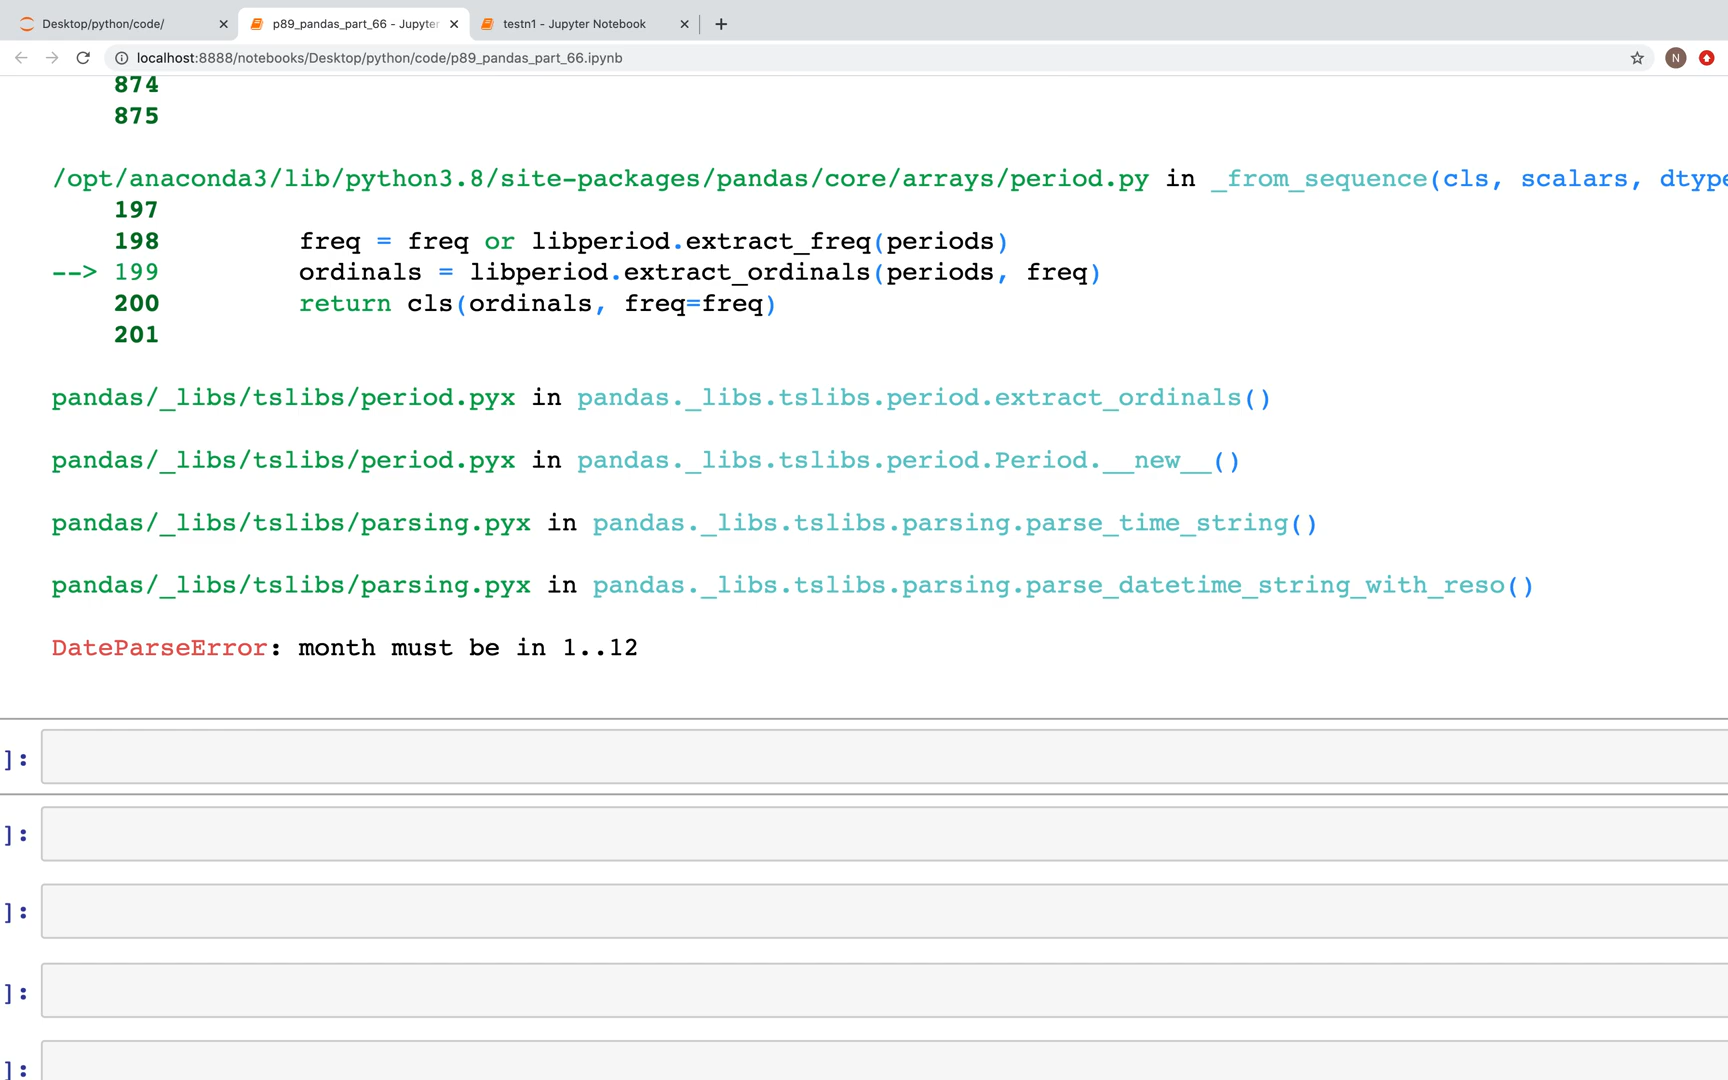 Desktop/python/code/
p89_pandas_part_66 - Jupyter
testn1 - Jupyter Notebook
localhost:8888/notebooks/Desktop/python/code/p89_pandas_part_66.ipynb
N
874
875
/opt/anaconda3/lib/python3.8/site-packages/pandas/core/arrays/period.py in _from_sequence(cls, scalars, dtype
197
198 freq = freq or libperiod.extract_freq(periods)
--> 199 ordinals = libperiod.extract_ordinals(periods, freq)
200 return cls(ordinals, freq=freq)
201
pandas/_libs/tslibs/period.pyx in pandas._libs.tslibs.period.extract_ordinals()
pandas/_libs/tslibs/period.pyx in pandas._libs.tslibs.period.Period.__new__()
pandas/_libs/tslibs/parsing.pyx in pandas._libs.tslibs.parsing.parse_time_string()
pandas/_libs/tslibs/parsing.pyx in pandas._libs.tslibs.parsing.parse_datetime_string_with_reso()
DateParseError: month must be in 1..12
]:
]:
]:
]:
]: